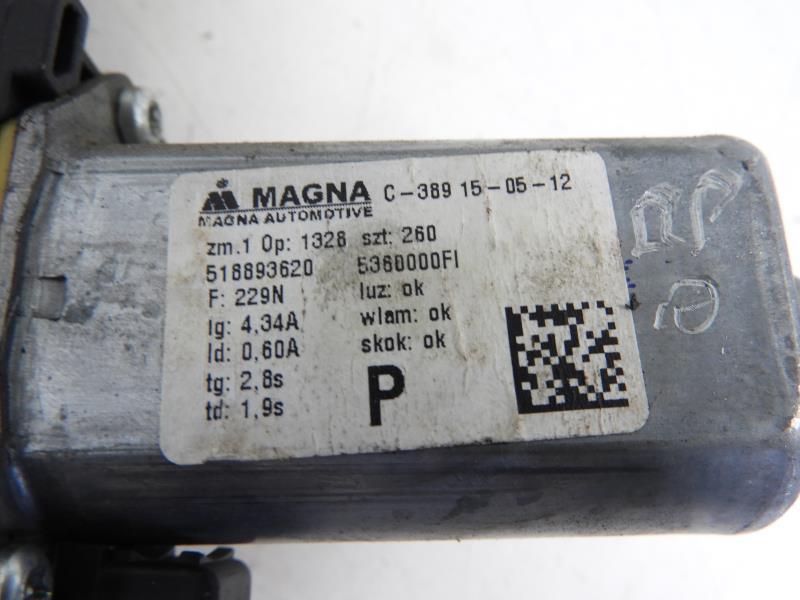 MAGNA C-389 15-05-12
MAGNA AUTOMOTIVE
zm.1 Op: 1328 szt: 260
518893620 5360000FI
F: 229N luz: ok
Ig: 4,34A wlam: ok
Id: 0,60A skok: ok
tg: 2,8s
td: 1,9s
P